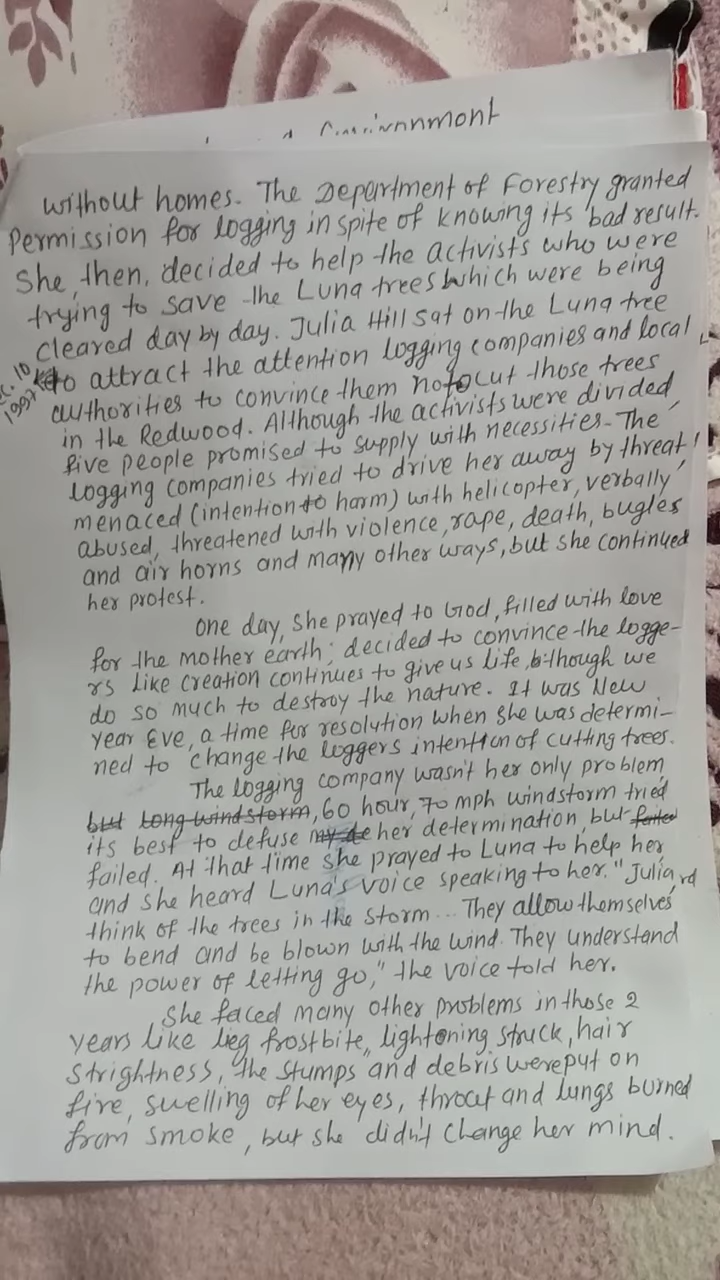 without homes. The Department of Forestry granted
Permission for logging in spite of knowing its bad result.
She, then, decided to help the activists who were
trying to save the Luna trees which were being
cleared day by day. Julia Hill sat on the Luna tree
to attract the attention logging companies and local
10
1997
authorities to convince them not to cut those trees
in the Redwood. Although the activists were divided,
five people promised to supply with necessities. The
logging companies tried to drive her away by threat,
menaced (intention to harm) with helicopter, verbally
abused, threatened with violence, rape, death, bugles
and air horns and many other ways, but she continued
her protest.
One day, she prayed to God, filled with love
for the mother earth; decided to convince the logge-
rs like creation continues to give us life, though we
do so much to destroy the nature. It was New
year Eve, a time for resolution when she was determi-
ned to change the loggers intention of cutting trees.
The logging company wasn't her only problem,
but long windstorm, 60 hour, 70 mph windstorm tried
its best to defuse her determination, but failed
failed. At that time she prayed to Luna to help her,
and she heard Luna's voice speaking to her. "Julia,
think of the trees in the storm... They allow themselves
to bend and be blown with the wind. They understand
the power of letting go," the voice told her.
She faced many other problems in those 2
years like leg frostbite, lightening struck, hair
strightness, the stumps and debris were put on
fire, swelling of her eyes, throat and lungs burned
from smoke, but she didn't change her mind.